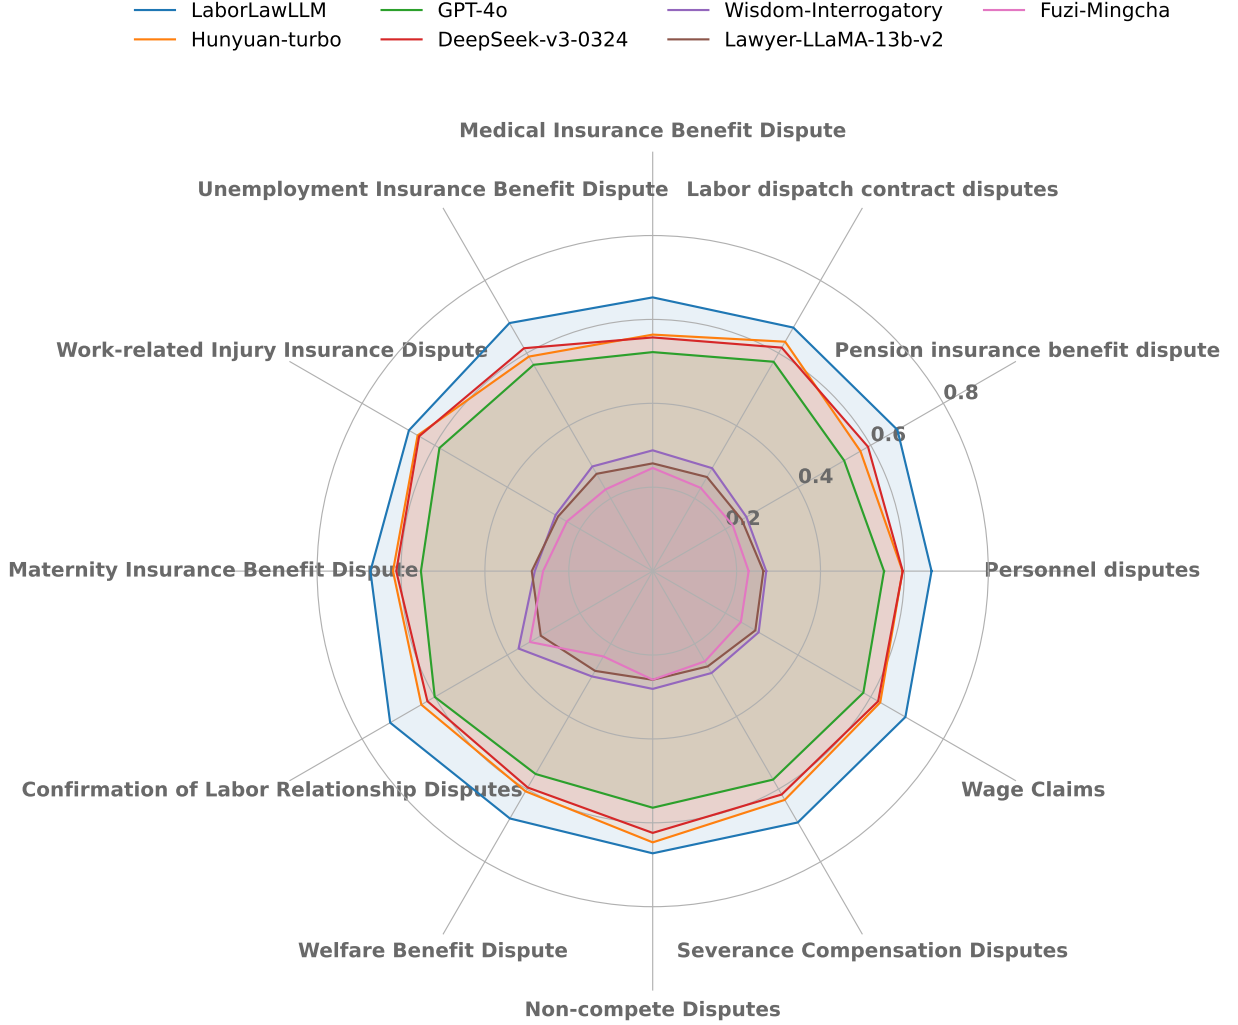 LaborLawLLM GPT-4o Wisdom-Interrogatory Fuzi-Mingcha
Hunyuan-turbo DeepSeek-v3-0324 Lawyer-LLaMA-13b-v2
Medical Insurance Benefit Dispute
Unemployment Insurance Benefit Dispute Labor dispatch contract disputes
Work-related Injury Insurance Dispute Pension insurance benefit dispute
0.8
0.6
0.4
0.2
Maternity Insurance Benefit Dispute Personnel disputes
Confirmation of Labor Relationship Disputes Wage Claims
Welfare Benefit Dispute Severance Compensation Disputes
Non-compete Disputes